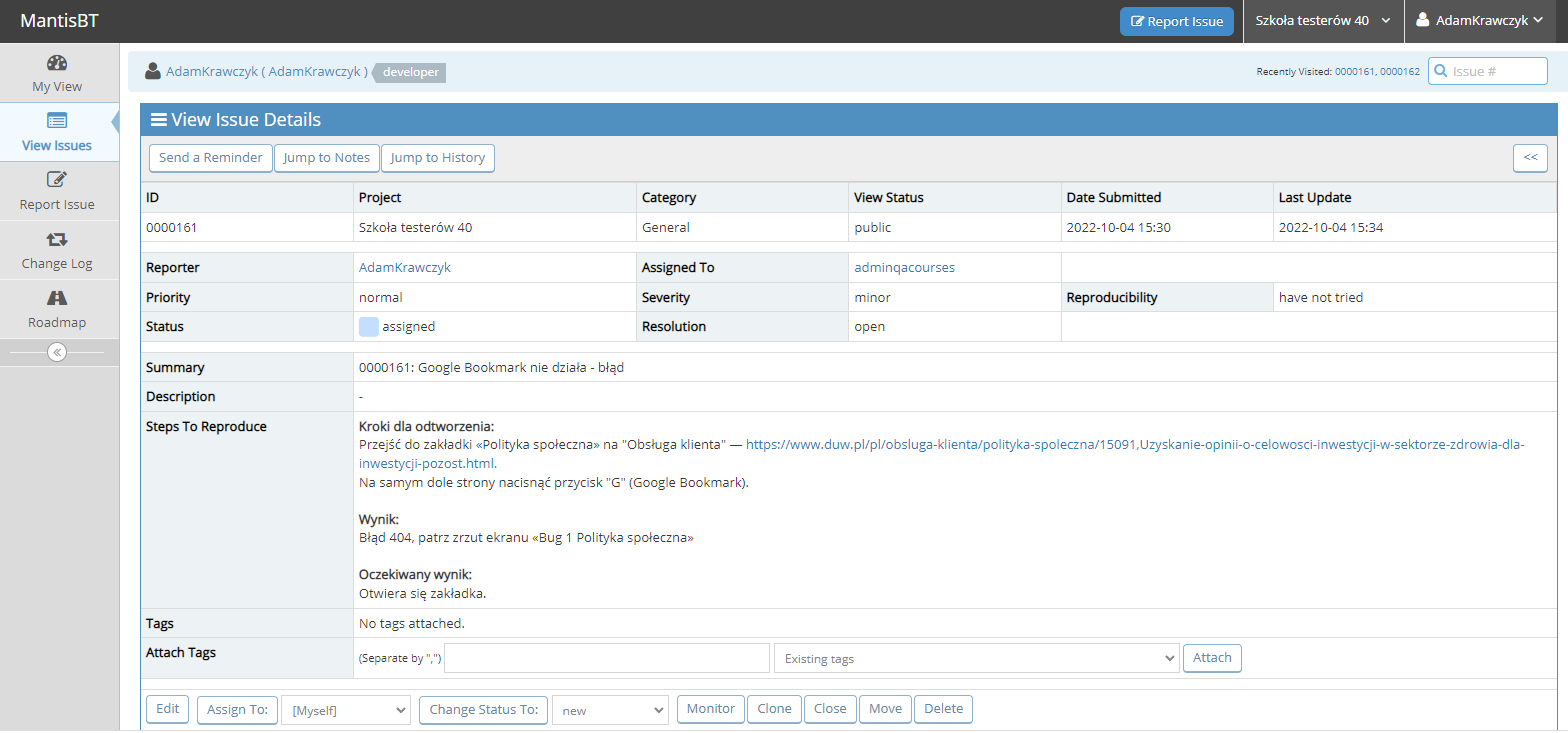 MantisBT
Report Issue
Szkoła testerów 40
AdamKrawczyk
My View
View Issues
Report Issue
Change Log
Roadmap
AdamKrawczyk ( AdamKrawczyk ) developer
Recently Visited: 0000161, 0000162
Issue #
View Issue Details
Send a Reminder Jump to Notes Jump to History <<
ID Project Category View Status Date Submitted Last Update
0000161 Szkoła testerów 40 General public 2022-10-04 15:30 2022-10-04 15:34
Reporter AdamKrawczyk Assigned To adminqacourses
Priority normal Severity minor Reproducibility have not tried
Status assigned Resolution open
Summary 0000161: Google Bookmark nie działa - błąd
Description -
Steps To Reproduce Kroki dla odtworzenia:
Przejść do zakładki «Polityka społeczna» na "Obsługa klienta" — https://www.duw.pl/pl/obsluga-klienta/polityka-spoleczna/15091,Uzyskanie-opinii-o-celowosci-inwestycji-w-sektorze-zdrowia-dla-
inwestycji-pozost.html.
Na samym dole strony nacisnąć przycisk "G" (Google Bookmark).
Wynik:
Błąd 404, patrz zrzut ekranu «Bug 1 Polityka społeczna»
Oczekiwany wynik:
Otwiera się zakładka.
Tags No tags attached.
Attach Tags (Separate by ",") Existing tags Attach
Edit Assign To: [Myself] Change Status To: new Monitor Clone Close Move Delete